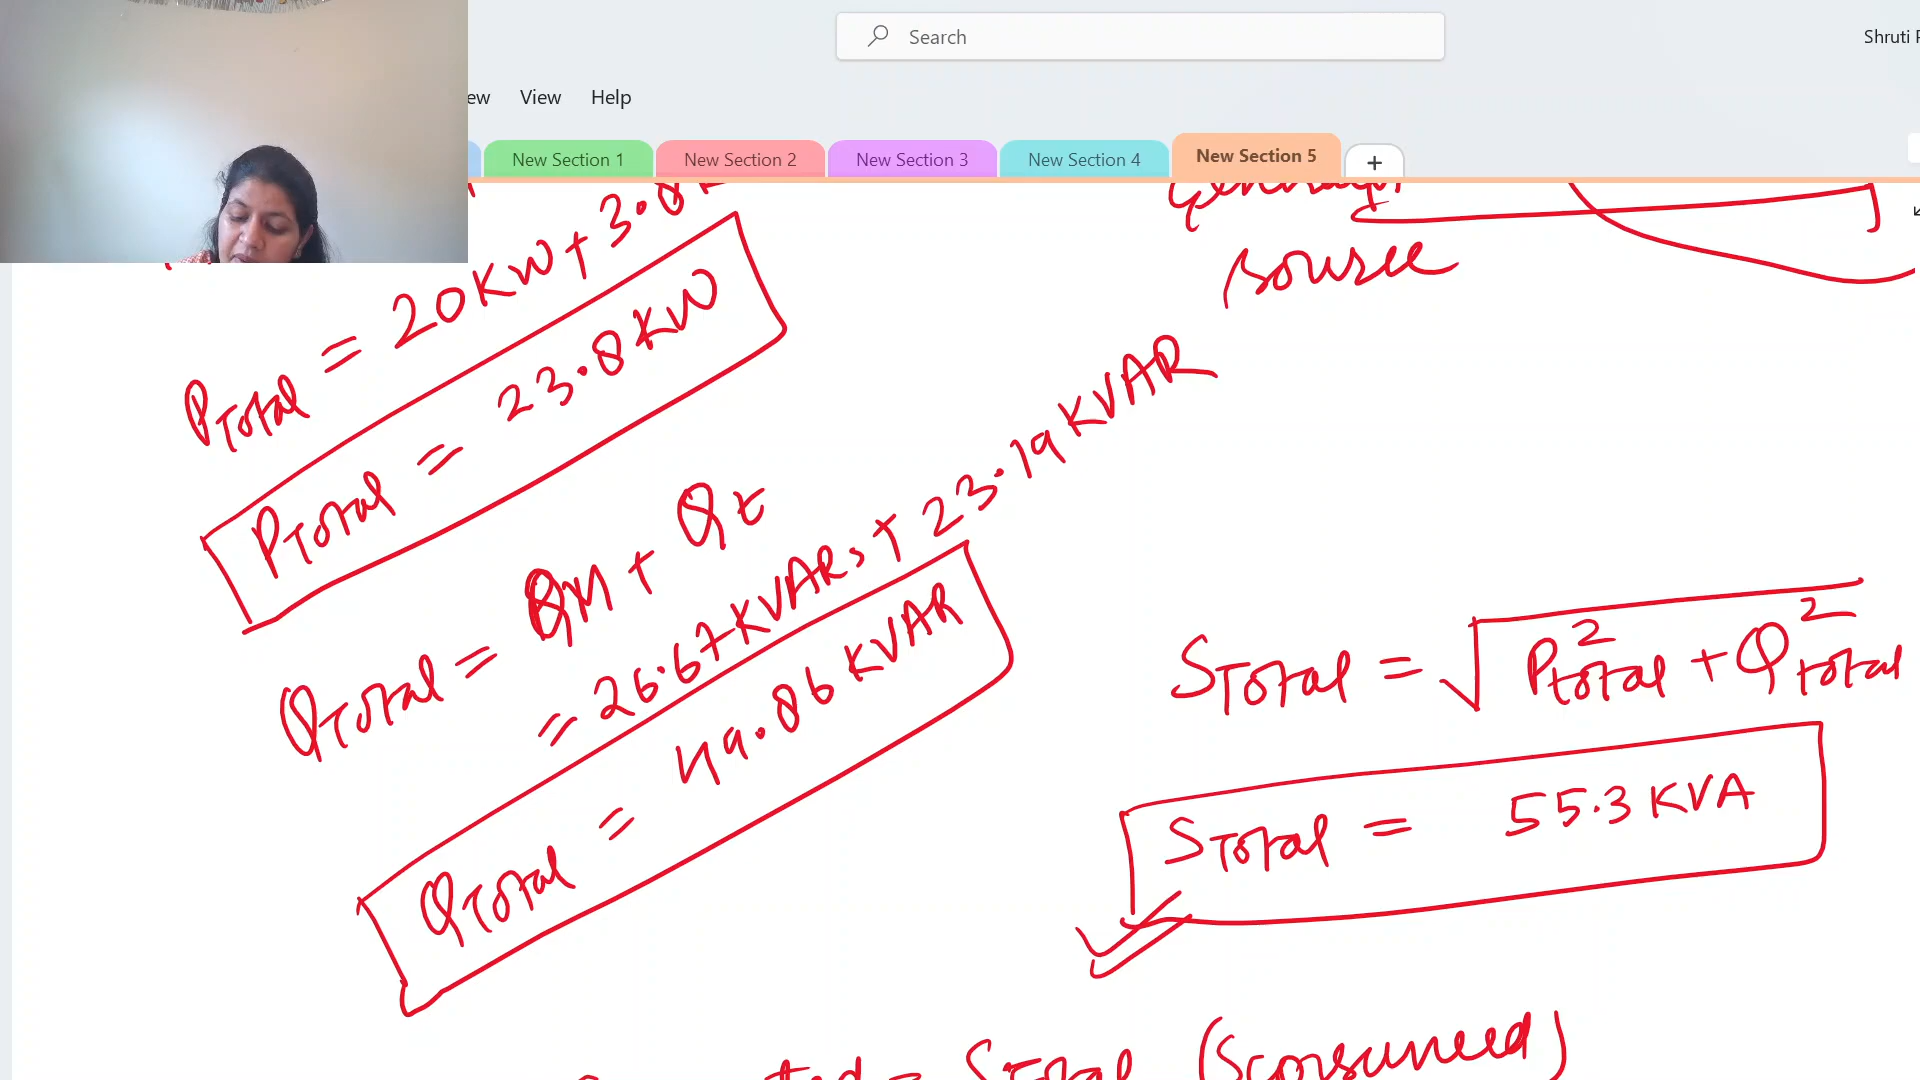 Search
Shruti
ew View Help
New Section 1 New Section 2 New Section 3 New Section 4 New Section 5 +
source
PTotal = 20KW + 3.8
PTotal = 23.8KW
QTotal = QM + Qt
= 26.67KVARs + 23.19KVAR
QTotal = 49.86KVAR
STotal = √Ptotal² + Qtotal²
STotal = 55.3KVA
= STotal (Sconsumed)